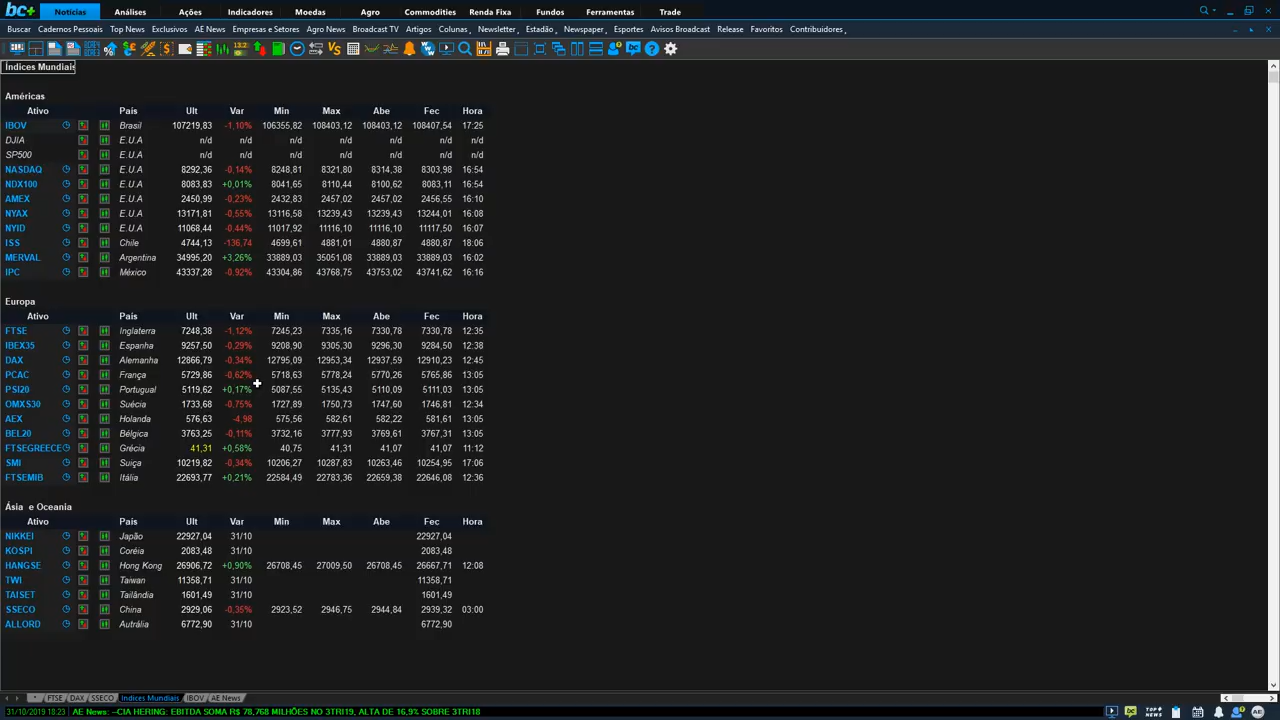 bc+ Notícias Análises Ações Indicadores Moedas Agro Commodities Renda Fixa Fundos Ferramentas Trade
Buscar Cadernos Pessoais Top News Exclusivos AE News Empresas e Setores Agro News Broadcast TV Artigos Colunas Newsletter Estadão Newspaper Esportes Avisos Broadcast Release Favoritos Contribuidores
Indices Mundiais
Américas
Ativo País Ult Var Min Max Abe Fec Hora
IBOV Brasil 107219,83 -1,10% 106355,82 108403,12 108403,12 108407,54 17:25
DJIA E.U.A n/d n/d n/d n/d n/d n/d n/d
SP500 E.U.A n/d n/d n/d n/d n/d n/d n/d
NASDAQ E.U.A 8292,36 -0,14% 8248,81 8321,80 8314,38 8303,98 16:54
NDX100 E.U.A 8083,83 +0,01% 8041,65 8110,44 8100,62 8083,11 16:54
AMEX E.U.A 2450,99 -0,23% 2432,83 2457,02 2457,02 2456,55 16:10
NYAX E.U.A 13171,81 -0,55% 13116,58 13239,43 13239,43 13244,01 16:08
NYID E.U.A 11068,44 -0,44% 11017,92 11116,10 11116,10 11117,50 16:07
ISS Chile 4744,13 -136,74 4699,61 4881,01 4880,87 4880,87 18:06
MERVAL Argentina 34995,20 +3,26% 33889,03 35051,08 33889,03 33889,03 16:02
IPC México 43337,28 -0,92% 43304,86 43768,75 43753,02 43741,62 16:16
Europa
Ativo País Ult Var Min Max Abe Fec Hora
FTSE Inglaterra 7248,38 -1,12% 7245,23 7335,16 7330,78 7330,78 12:35
IBEX35 Espanha 9257,50 -0,29% 9208,90 9305,30 9296,30 9284,50 12:38
DAX Alemanha 12866,79 -0,34% 12795,09 12953,34 12937,59 12910,23 12:45
PCAC França 5729,86 -0,62% 5718,63 5778,24 5770,26 5765,86 13:05
PSI20 Portugual 5119,62 +0,17% 5087,55 5135,43 5110,09 5111,03 13:05
OMXS30 Suécia 1733,68 -0,75% 1727,89 1750,73 1747,60 1746,81 12:34
AEX Holanda 576,63 -4,98 575,56 582,61 582,22 581,61 13:05
BEL20 Bélgica 3763,25 -0,11% 3732,16 3777,93 3769,61 3767,31 13:05
FTSEGREECE Grécia 41,31 +0,58% 40,75 41,31 41,07 41,07 11:12
SMI Suiça 10219,82 -0,34% 10206,27 10287,83 10263,46 10254,95 17:06
FTSEMIB Itália 22693,77 +0,21% 22584,49 22783,36 22659,38 22646,08 12:36
Ásia e Oceania
Ativo País Ult Var Min Max Abe Fec Hora
NIKKEI Japão 22927,04 31/10 22927,04
KOSPI Coréia 2083,48 31/10 2083,48
HANGSE Hong Kong 26906,72 +0,90% 26708,45 27009,50 26708,45 26667,71 12:08
TWI Taiwan 11358,71 31/10 11358,71
TAISET Tailândia 1601,49 31/10 1601,49
SSECO China 2929,06 -0,35% 2923,52 2946,75 2944,84 2939,32 03:00
ALLORD Autrália 6772,90 31/10 6772,90
* FTSE DAX SSECO Indices Mundiais IBOV AE News
31/10/2019 18:23 AE News: --CIA HERING: EBITDA SOMA R$ 78,768 MILHÕES NO 3TRI19, ALTA DE 16,9% SOBRE 3TRI18